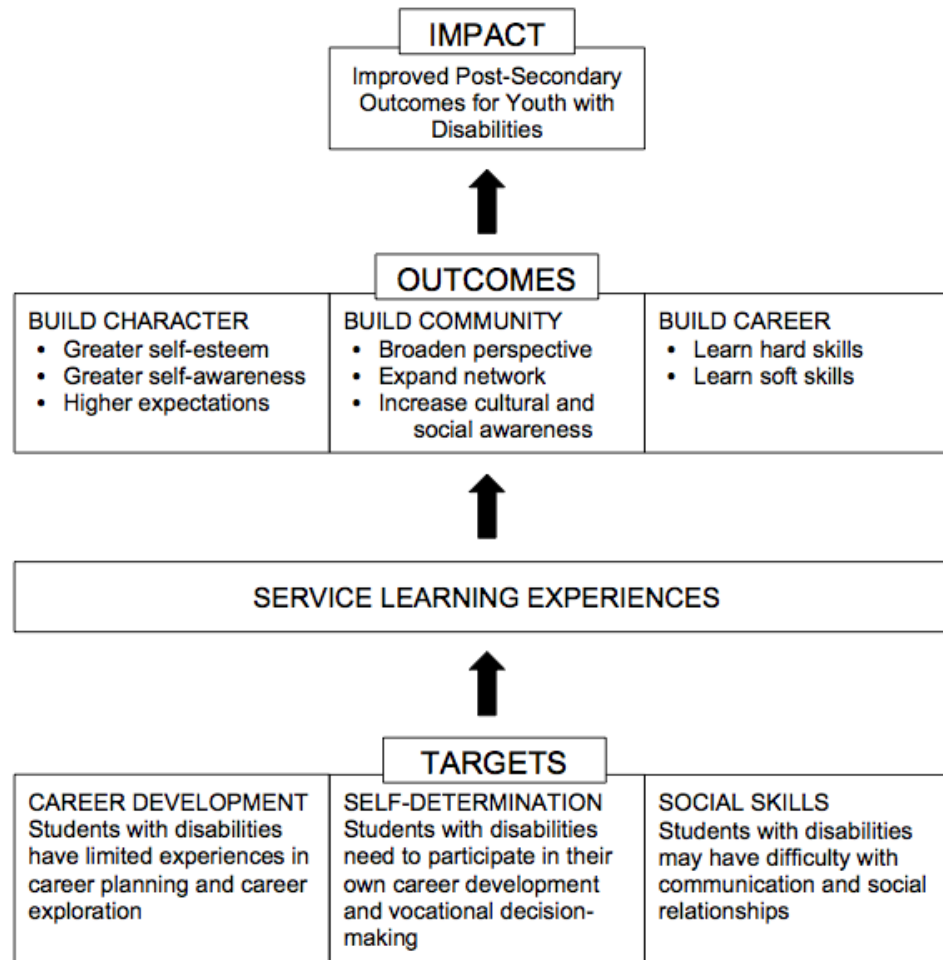 IMPACT
Improved Post-Secondary
Outcomes for Youth with
Disabilities
OUTCOMES
BUILD CHARACTER
• Greater self-esteem
• Greater self-awareness
• Higher expectations
BUILD COMMUNITY
• Broaden perspective
• Expand network
• Increase cultural and
social awareness
BUILD CAREER
• Learn hard skills
• Learn soft skills
SERVICE LEARNING EXPERIENCES
TARGETS
CAREER DEVELOPMENT
Students with disabilities
have limited experiences in
career planning and career
exploration
SELF-DETERMINATION
Students with disabilities
need to participate in their
own career development
and vocational decision-
making
SOCIAL SKILLS
Students with disabilities
may have difficulty with
communication and social
relationships